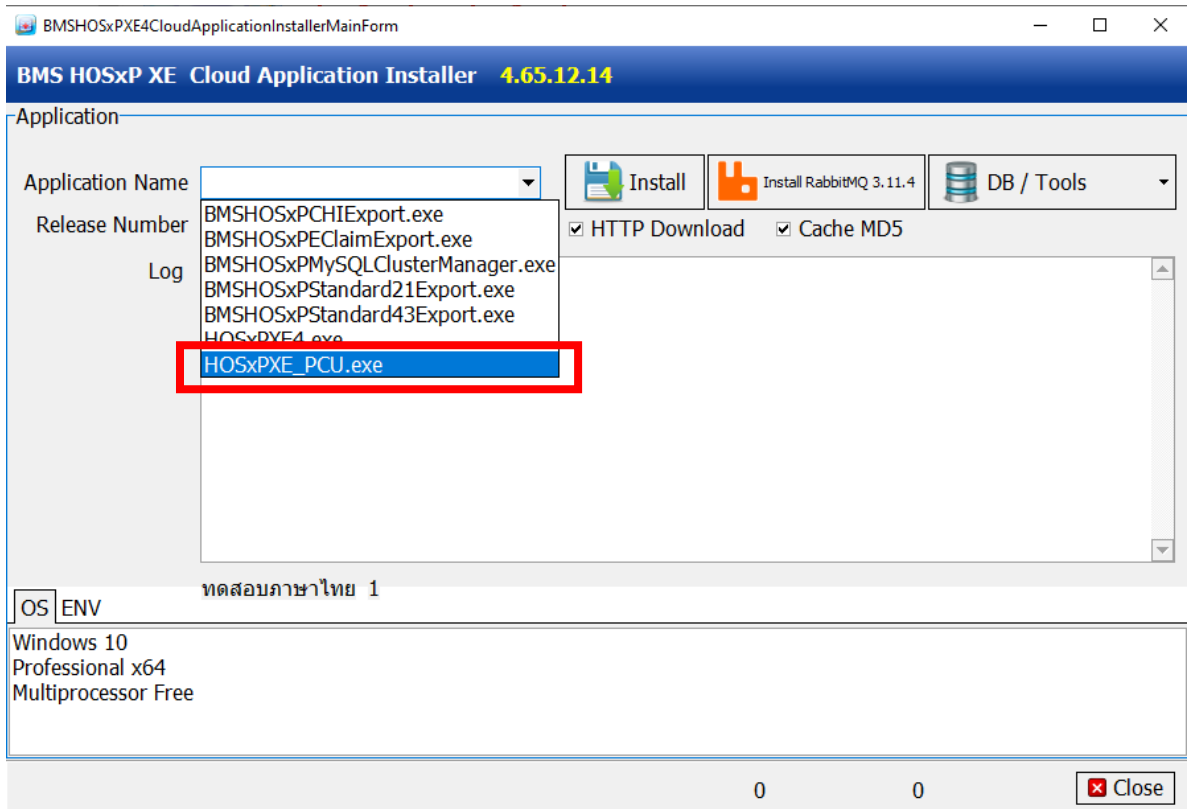 BMSHOSxPXE4CloudApplicationInstallerMainForm
BMS HOSxP XE Cloud Application Installer 4.65.12.14
Application
Application Name
Install
Install RabbitMQ 3.11.4
DB / Tools
Release Number
HTTP Download
Cache MD5
Log
BMSHOSxPCHIExport.exe
BMSHOSxPEClaimExport.exe
BMSHOSxPMySQLClusterManager.exe
BMSHOSxPStandard21Export.exe
BMSHOSxPStandard43Export.exe
HOSxPXE4.exe
HOSxPXE_PCU.exe
ทดสอบภาษาไทย 1
OS ENV
Windows 10
Professional x64
Multiprocessor Free
0 0
Close